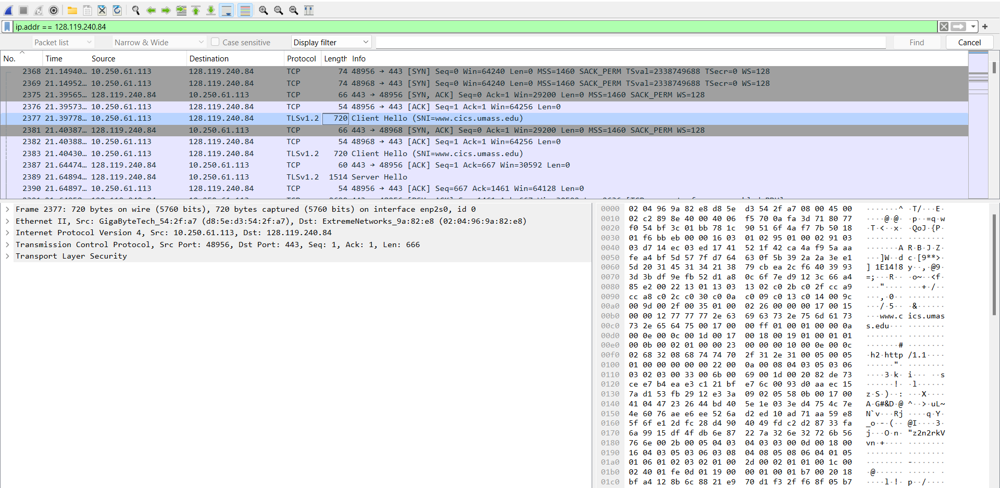 ip.addr == 128.119.240.84
Packet list Narrow & Wide Case sensitive Display filter Find Cancel
No. Time Source Destination Protocol Length Info
2368 21.14940… 10.250.61.113 128.119.240.84 TCP 74 48956 → 443 [SYN] Seq=0 Win=64240 Len=0 MSS=1460 SACK_PERM TSval=2338749688 TSecr=0 WS=128
2369 21.14952… 10.250.61.113 128.119.240.84 TCP 74 48968 → 443 [SYN] Seq=0 Win=64240 Len=0 MSS=1460 SACK_PERM TSval=2338749688 TSecr=0 WS=128
2375 21.39565… 128.119.240.84 10.250.61.113 TCP 66 443 → 48956 [SYN, ACK] Seq=0 Ack=1 Win=29200 Len=0 MSS=1460 SACK_PERM WS=128
2376 21.39573… 10.250.61.113 128.119.240.84 TCP 54 48956 → 443 [ACK] Seq=1 Ack=1 Win=64256 Len=0
2377 21.39778… 10.250.61.113 128.119.240.84 TLSv1.2 720 Client Hello (SNI=www.cics.umass.edu)
2381 21.40387… 128.119.240.84 10.250.61.113 TCP 66 443 → 48968 [SYN, ACK] Seq=0 Ack=1 Win=29200 Len=0 MSS=1460 SACK_PERM WS=128
2382 21.40388… 10.250.61.113 128.119.240.84 TCP 54 48968 → 443 [ACK] Seq=1 Ack=1 Win=64256 Len=0
2383 21.40430… 10.250.61.113 128.119.240.84 TLSv1.2 720 Client Hello (SNI=www.cics.umass.edu)
2387 21.64474… 128.119.240.84 10.250.61.113 TCP 60 443 → 48956 [ACK] Seq=1 Ack=667 Win=30592 Len=0
2389 21.64894… 128.119.240.84 10.250.61.113 TLSv1.2 1514 Server Hello
2390 21.64897… 10.250.61.113 128.119.240.84 TCP 54 48956 → 443 [ACK] Seq=667 Ack=1461 Win=64128 Len=0
Frame 2377: 720 bytes on wire (5760 bits), 720 bytes captured (5760 bits) on interface enp2s0, id 0
Ethernet II, Src: GigaByteTech_54:2f:a7 (d8:5e:d3:54:2f:a7), Dst: ExtremeNetworks_9a:82:e8 (02:04:96:9a:82:e8)
Internet Protocol Version 4, Src: 10.250.61.113, Dst: 128.119.240.84
Transmission Control Protocol, Src Port: 48956, Dst Port: 443, Seq: 1, Ack: 1, Len: 666
Transport Layer Security
0000 02 04 96 9a 82 e8 d8 5e d3 54 2f a7 08 00 45 00 ·······^ ·T/···E·
0010 02 c2 89 8e 40 00 40 06 f5 70 0a fa 3d 71 80 77 ····@·@· ·p··=q·w
0020 f0 54 bf 3c 01 bb 78 1c 90 51 6f 4a f7 7b 50 18 ·T·<··x· ·QoJ·{P·
0030 01 f6 bb eb 00 00 16 03 01 02 95 01 00 02 91 03 ········ ········
0040 03 d7 14 ec 03 ed 17 41 52 1f 42 ca 4a f9 5a aa ·······A R·B·J·Z·
0050 fe a4 bf 5d 57 7f d7 64 63 0f 5b 39 2a 2a 3e e1 ···]W··d c·[9**>·
0060 5d 20 31 45 31 34 21 38 79 cb ea 2c f6 40 39 93 ] 1E14!8 y··,·@9·
0070 3d 3b df 9e fb 52 d1 a8 0c 6f 7e d9 12 3c 66 a4 =;···R·· ·o~··<f·
0080 85 e2 00 22 13 01 13 03 13 02 c0 2b c0 2f cc a9 ···"···· ···+·/··
0090 cc a8 c0 2c c0 30 c0 0a c0 09 c0 13 c0 14 00 9c ···,·0·· ········
00a0 00 9d 00 2f 00 35 01 00 02 26 00 00 00 17 00 15 ···/·5·· ·&······
00b0 00 00 12 77 77 77 2e 63 69 63 73 2e 75 6d 61 73 ···www.c ics.umas
00c0 73 2e 65 64 75 00 17 00 00 ff 01 00 01 00 00 0a s.edu··· ········
00d0 00 0e 00 0c 00 1d 00 17 00 18 00 19 01 00 01 01 ········ ········
00e0 00 0b 00 02 01 00 00 23 00 00 00 10 00 0e 00 0c ·······# ········
00f0 02 68 32 08 68 74 74 70 2f 31 2e 31 00 05 00 05 ·h2·http /1.1····
0100 01 00 00 00 00 00 22 00 0a 00 08 04 03 05 03 06 ······"· ········
0110 03 02 03 00 33 00 6b 00 69 00 1d 00 20 82 de 73 ····3·k· i··· ··s
0120 ce e7 b4 ea e3 c1 21 bf e7 6c 00 93 d0 aa ec 15 ······!· ·l······
0130 7a d1 53 fb 29 12 e3 3a 09 02 05 58 0b 00 17 00 z·S·)··: ···X····
0140 41 04 47 23 26 44 bd 40 5e 1e 03 3e d4 75 4c 7e A·G#&D·@ ^··>·uL~
0150 4e 60 76 ae e6 ee 52 6a d2 ed 10 ad 71 aa 59 e8 N`v···Rj ····q·Y·
0160 5f 6f e1 2d fc 28 d4 90 40 49 fd c2 d2 87 33 fa _o·-·(·· @I····3·
0170 6a 99 15 df 4f db 6e 87 22 7a 32 6e 32 72 6b 56 j···O·n· "z2n2rkV
0180 76 6e 00 2b 00 05 04 03 04 03 03 00 0d 00 18 00 vn·+···· ········
0190 16 04 03 05 03 06 03 08 04 08 05 08 06 04 01 05 ········ ········
01a0 01 06 01 02 03 02 01 00 2d 00 02 01 01 00 1c 00 ········ -·······
01b0 02 40 01 fe 0d 01 19 00 00 01 00 01 b7 00 20 18 ·@······ ······ ·
01c0 bf a4 12 8b 6c 88 21 e9 70 d1 f3 2f f6 8f 05 b7 ····l·!· p··/····